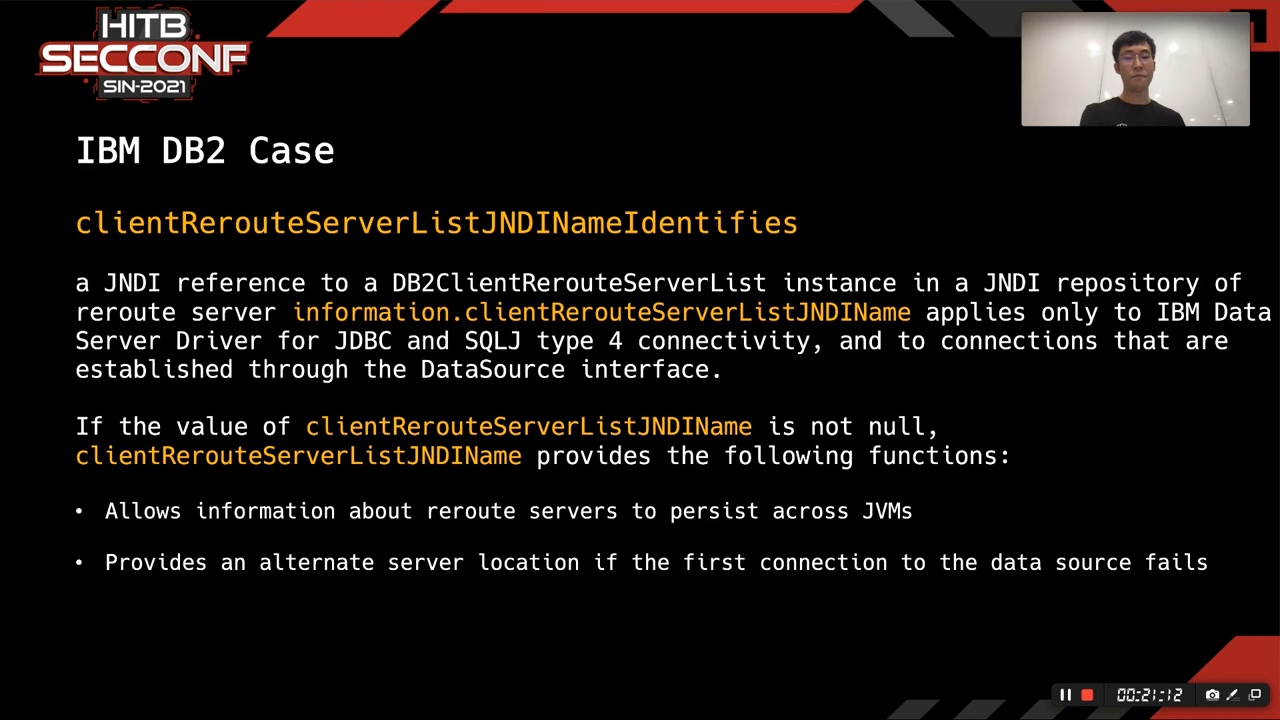 HITB
SECCONF
SIN-2021
IBM DB2 Case
clientRerouteServerListJNDINameIdentifies
a JNDI reference to a DB2ClientRerouteServerList instance in a JNDI repository of
reroute server information.clientRerouteServerListJNDIName applies only to IBM Data
Server Driver for JDBC and SQLJ type 4 connectivity, and to connections that are
established through the DataSource interface.
If the value of clientRerouteServerListJNDIName is not null,
clientRerouteServerListJNDIName provides the following functions:
• Allows information about reroute servers to persist across JVMs
• Provides an alternate server location if the first connection to the data source fails
00:21:12